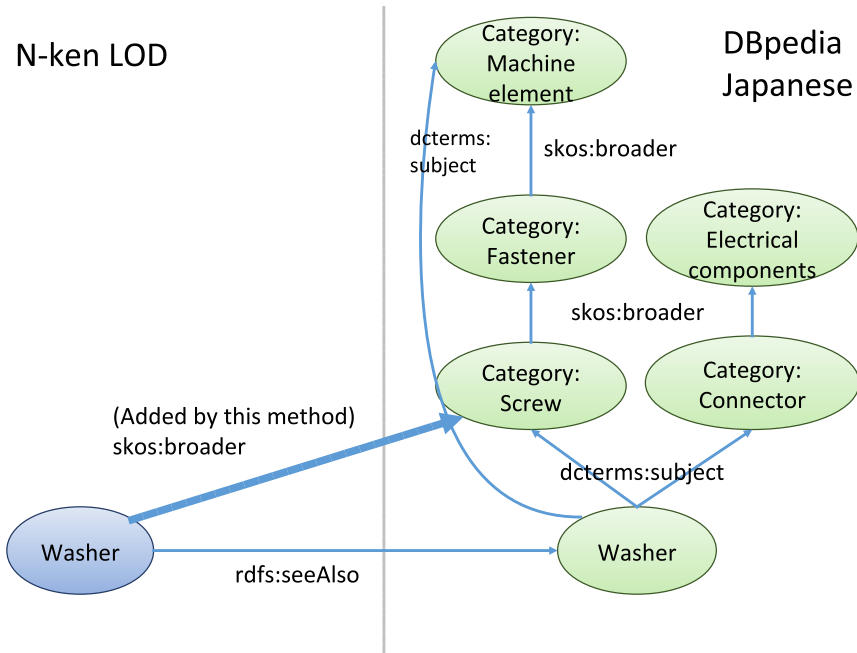 N-ken LOD
DBpedia
Japanese
Category:
Machine
element
dcterms:
subject
skos:broader
Category:
Fastener
Category:
Electrical
components
skos:broader
Category:
Screw
Category:
Connector
(Added by this method)
skos:broader
dcterms:subject
Washer
Washer
rdfs:seeAlso